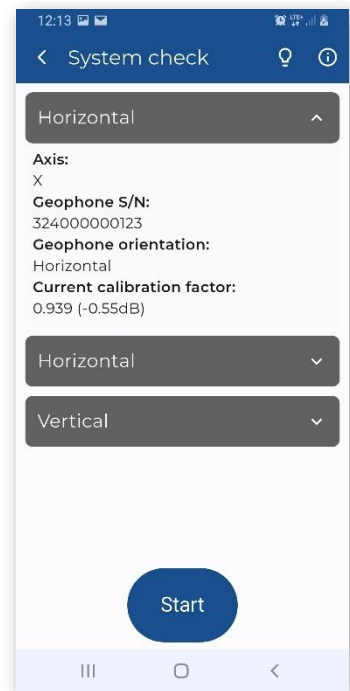 12:13
System check
Horizontal
Axis:
X
Geophone S/N:
324000000123
Geophone orientation:
Horizontal
Current calibration factor:
0.939 (-0.55dB)
Horizontal
Vertical
Start